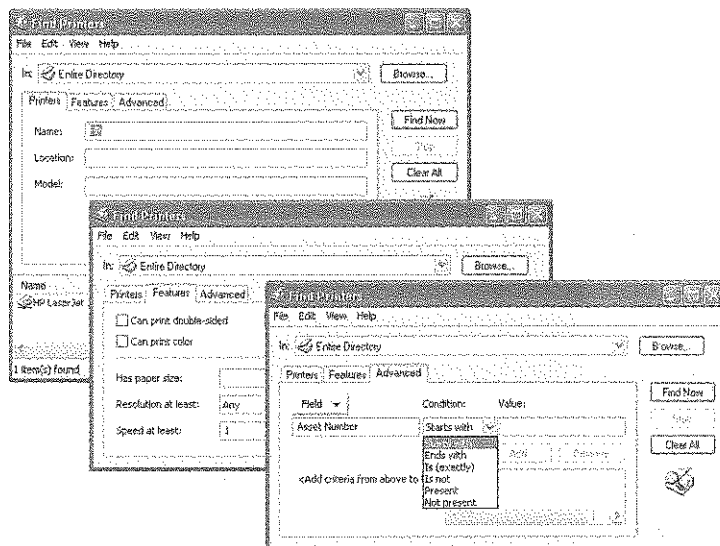 Find Printers
File Edit View Help
In: Entire Directory Browse...
Printers Features Advanced
Name:
Location:
Model:
Find Now
Stop
Clear All
Name
HP LaserJet
1 item(s) found
Find Printers
File Edit View Help
In: Entire Directory Browse...
Printers Features Advanced
Can print double-sided
Can print color
Has paper size:
Resolution at least: Any
Speed at least: 1
Find Printers
File Edit View Help
In: Entire Directory Browse...
Printers Features Advanced
Field Condition: Value:
Asset Number Starts with
Ends with
Is (exactly)
Is not
Present
Not present
Add Remove
<Add criteria from above to
Find Now
Stop
Clear All